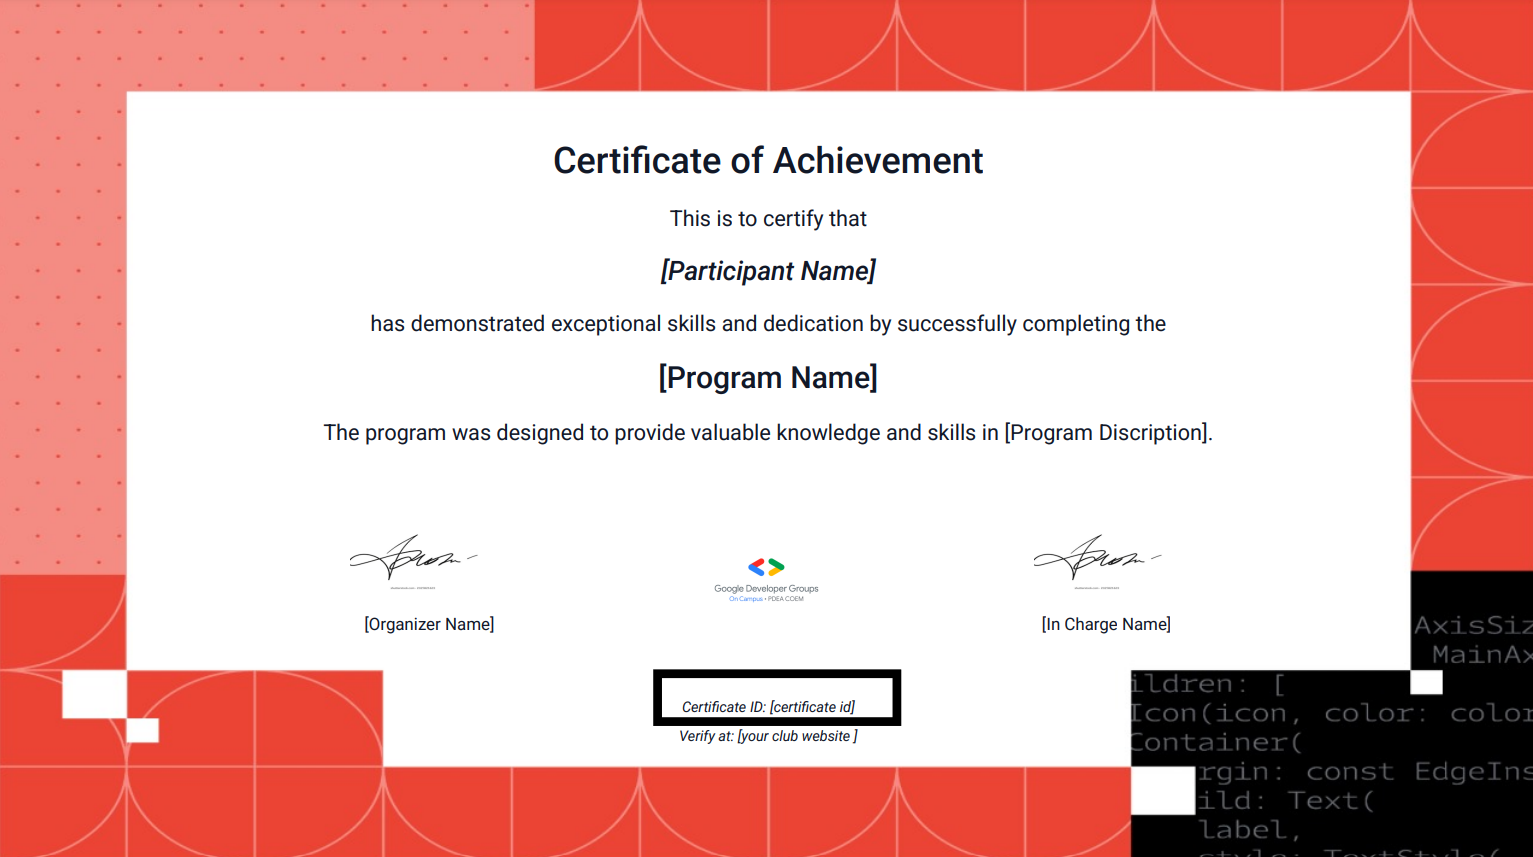 Certificate of Achievement
This is to certify that
[Participant Name]
has demonstrated exceptional skills and dedication by successfully completing the
[Program Name]
The program was designed to provide valuable knowledge and skills in [Program Discription].
Google Developer Groups
On Campus • PDEA COEM
[Organizer Name]
[In Charge Name]
Certificate ID: [certificate id]
Verify at: [your club website ]
AxisSiz
MainAx
ildren: [
Icon(icon, color: color
Container(
rgin: const EdgeIns
ild: Text(
label,
style: TextStyle(